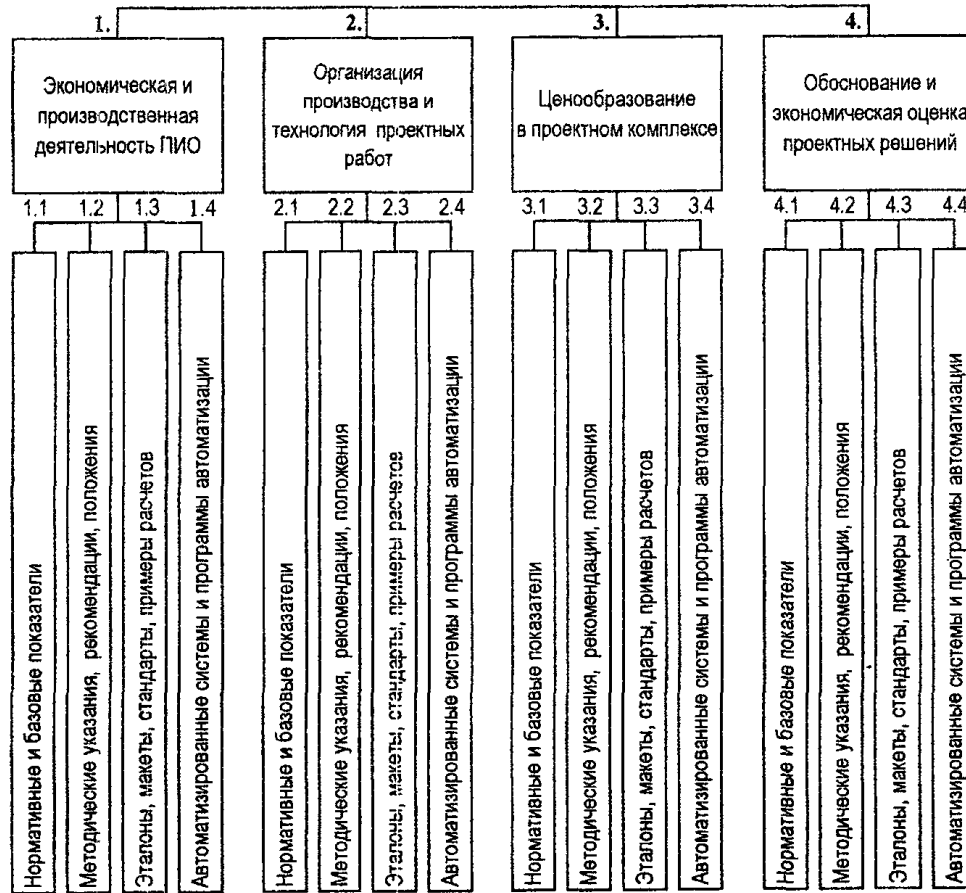 1.
2.
3.
4.
Экономическая и
производственная
деятельность ПИО
Организация
производства и
технология проектных
работ
Ценообразование
в проектном комплексе
Обоснование и
экономическая оценка
проектных решений
1.1
1.2
1.3
1.4
2.1
2.2
2.3
2.4
3.1
3.2
3.3
3.4
4.1
4.2
4.3
4.4
Нормативные и базовые показатели
Методические указания, рекомендации, положения
Эталоны, макеты, стандарты, примеры расчетов
Автоматизированные системы и программы автоматизации
Нормативные и базовые показатели
Методические указания, рекомендации, положения
Эталоны, макеты, стандарты, примеры расчетов
Автоматизированные системы и программы автоматизации
Нормативные и базовые показатели
Методические указания, рекомендации, положения
Эталоны, макеты, стандарты, примеры расчетов
Автоматизированные системы и программы автоматизации
Нормативные и базовые показатели
Методические указания, рекомендации, положения
Эталоны, макеты, стандарты, примеры расчетов
Автоматизированные системы и программы автоматизации